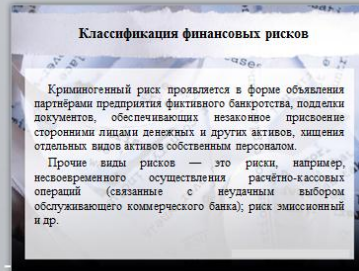 Классификация финансовых рисков
Криминогенный риск проявляется в форме объявления
партнёрами предприятия фиктивного банкротства, подделки
документов, обеспечивающих незаконное присвоение
сторонними лицами денежных и других активов, хищения
отдельных видов активов собственным персоналом.
Прочие виды рисков — это риски, например,
несвоевременного осуществления расчётно-кассовых
операций (связанные с неудачным выбором
обслуживающего коммерческого банка); риск эмиссионный
и др.